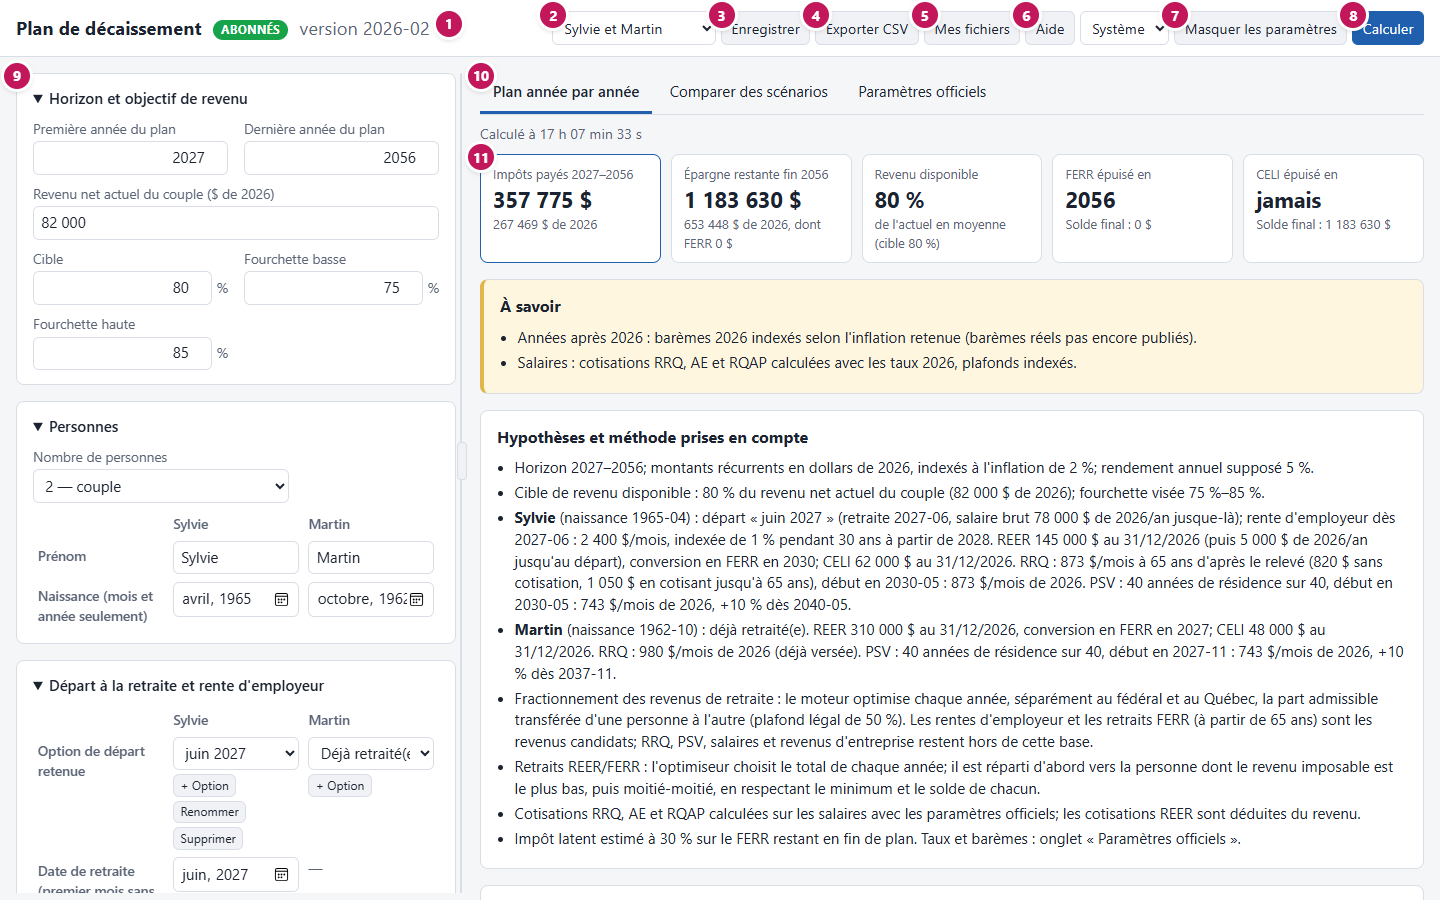 Plan de décaissement ABONNÉS version 2026-02 1
2 Sylvie et Martin 3 Enregistrer 4 Exporter CSV 5 Mes fichiers 6 Aide Système 7 Masquer les paramètres 8 Calculer
9
▼ Horizon et objectif de revenu
Première année du plan Dernière année du plan
2027 2056
Revenu net actuel du couple ($ de 2026)
82 000
Cible Fourchette basse
80 % 75 %
Fourchette haute
85 %
▼ Personnes
Nombre de personnes
2 — couple
Sylvie Martin
Prénom Sylvie Martin
Naissance (mois et avril, 1965 octobre, 1962
année seulement)
▼ Départ à la retraite et rente d'employeur
Sylvie Martin
Option de départ juin 2027 Déjà retraité(e
retenue
+ Option + Option
Renommer
Supprimer
Date de retraite juin, 2027 —
(premier mois sans
10
Plan année par année Comparer des scénarios Paramètres officiels
Calculé à 17 h 07 min 33 s
11
Impôts payés 2027–2056
357 775 $
267 469 $ de 2026
Épargne restante fin 2056
1 183 630 $
653 448 $ de 2026, dont
FERR 0 $
Revenu disponible
80 %
de l'actuel en moyenne
(cible 80 %)
FERR épuisé en
2056
Solde final : 0 $
CELI épuisé en
jamais
Solde final : 1 183 630 $
À savoir
• Années après 2026 : barèmes 2026 indexés selon l'inflation retenue (barèmes réels pas encore publiés).
• Salaires : cotisations RRQ, AE et RQAP calculées avec les taux 2026, plafonds indexés.
Hypothèses et méthode prises en compte
• Horizon 2027–2056; montants récurrents en dollars de 2026, indexés à l'inflation de 2 %; rendement annuel supposé 5 %.
• Cible de revenu disponible : 80 % du revenu net actuel du couple (82 000 $ de 2026); fourchette visée 75 %–85 %.
• Sylvie (naissance 1965-04) : départ « juin 2027 » (retraite 2027-06, salaire brut 78 000 $ de 2026/an jusque-là); rente d'employeur dès
2027-06 : 2 400 $/mois, indexée de 1 % pendant 30 ans à partir de 2028. REER 145 000 $ au 31/12/2026 (puis 5 000 $ de 2026/an
jusqu'au départ), conversion en FERR en 2030; CELI 62 000 $ au 31/12/2026. RRQ : 873 $/mois à 65 ans d'après le relevé (820 $ sans
cotisation, 1 050 $ en cotisant jusqu'à 65 ans), début en 2030-05 : 873 $/mois de 2026. PSV : 40 années de résidence sur 40, début en
2030-05 : 743 $/mois de 2026, +10 % dès 2040-05.
• Martin (naissance 1962-10) : déjà retraité(e). REER 310 000 $ au 31/12/2026, conversion en FERR en 2027; CELI 48 000 $ au
31/12/2026. RRQ : 980 $/mois de 2026 (déjà versée). PSV : 40 années de résidence sur 40, début en 2027-11 : 743 $/mois de 2026, +10
% dès 2037-11.
• Fractionnement des revenus de retraite : le moteur optimise chaque année, séparément au fédéral et au Québec, la part admissible
transférée d'une personne à l'autre (plafond légal de 50 %). Les rentes d'employeur et les retraits FERR (à partir de 65 ans) sont les
revenus candidats; RRQ, PSV, salaires et revenus d'entreprise restent hors de cette base.
• Retraits REER/FERR : l'optimiseur choisit le total de chaque année; il est réparti d'abord vers la personne dont le revenu imposable est
le plus bas, puis moitié-moitié, en respectant le minimum et le solde de chacun.
• Cotisations RRQ, AE et RQAP calculées sur les salaires avec les paramètres officiels; les cotisations REER sont déduites du revenu.
• Impôt latent estimé à 30 % sur le FERR restant en fin de plan. Taux et barèmes : onglet « Paramètres officiels ».